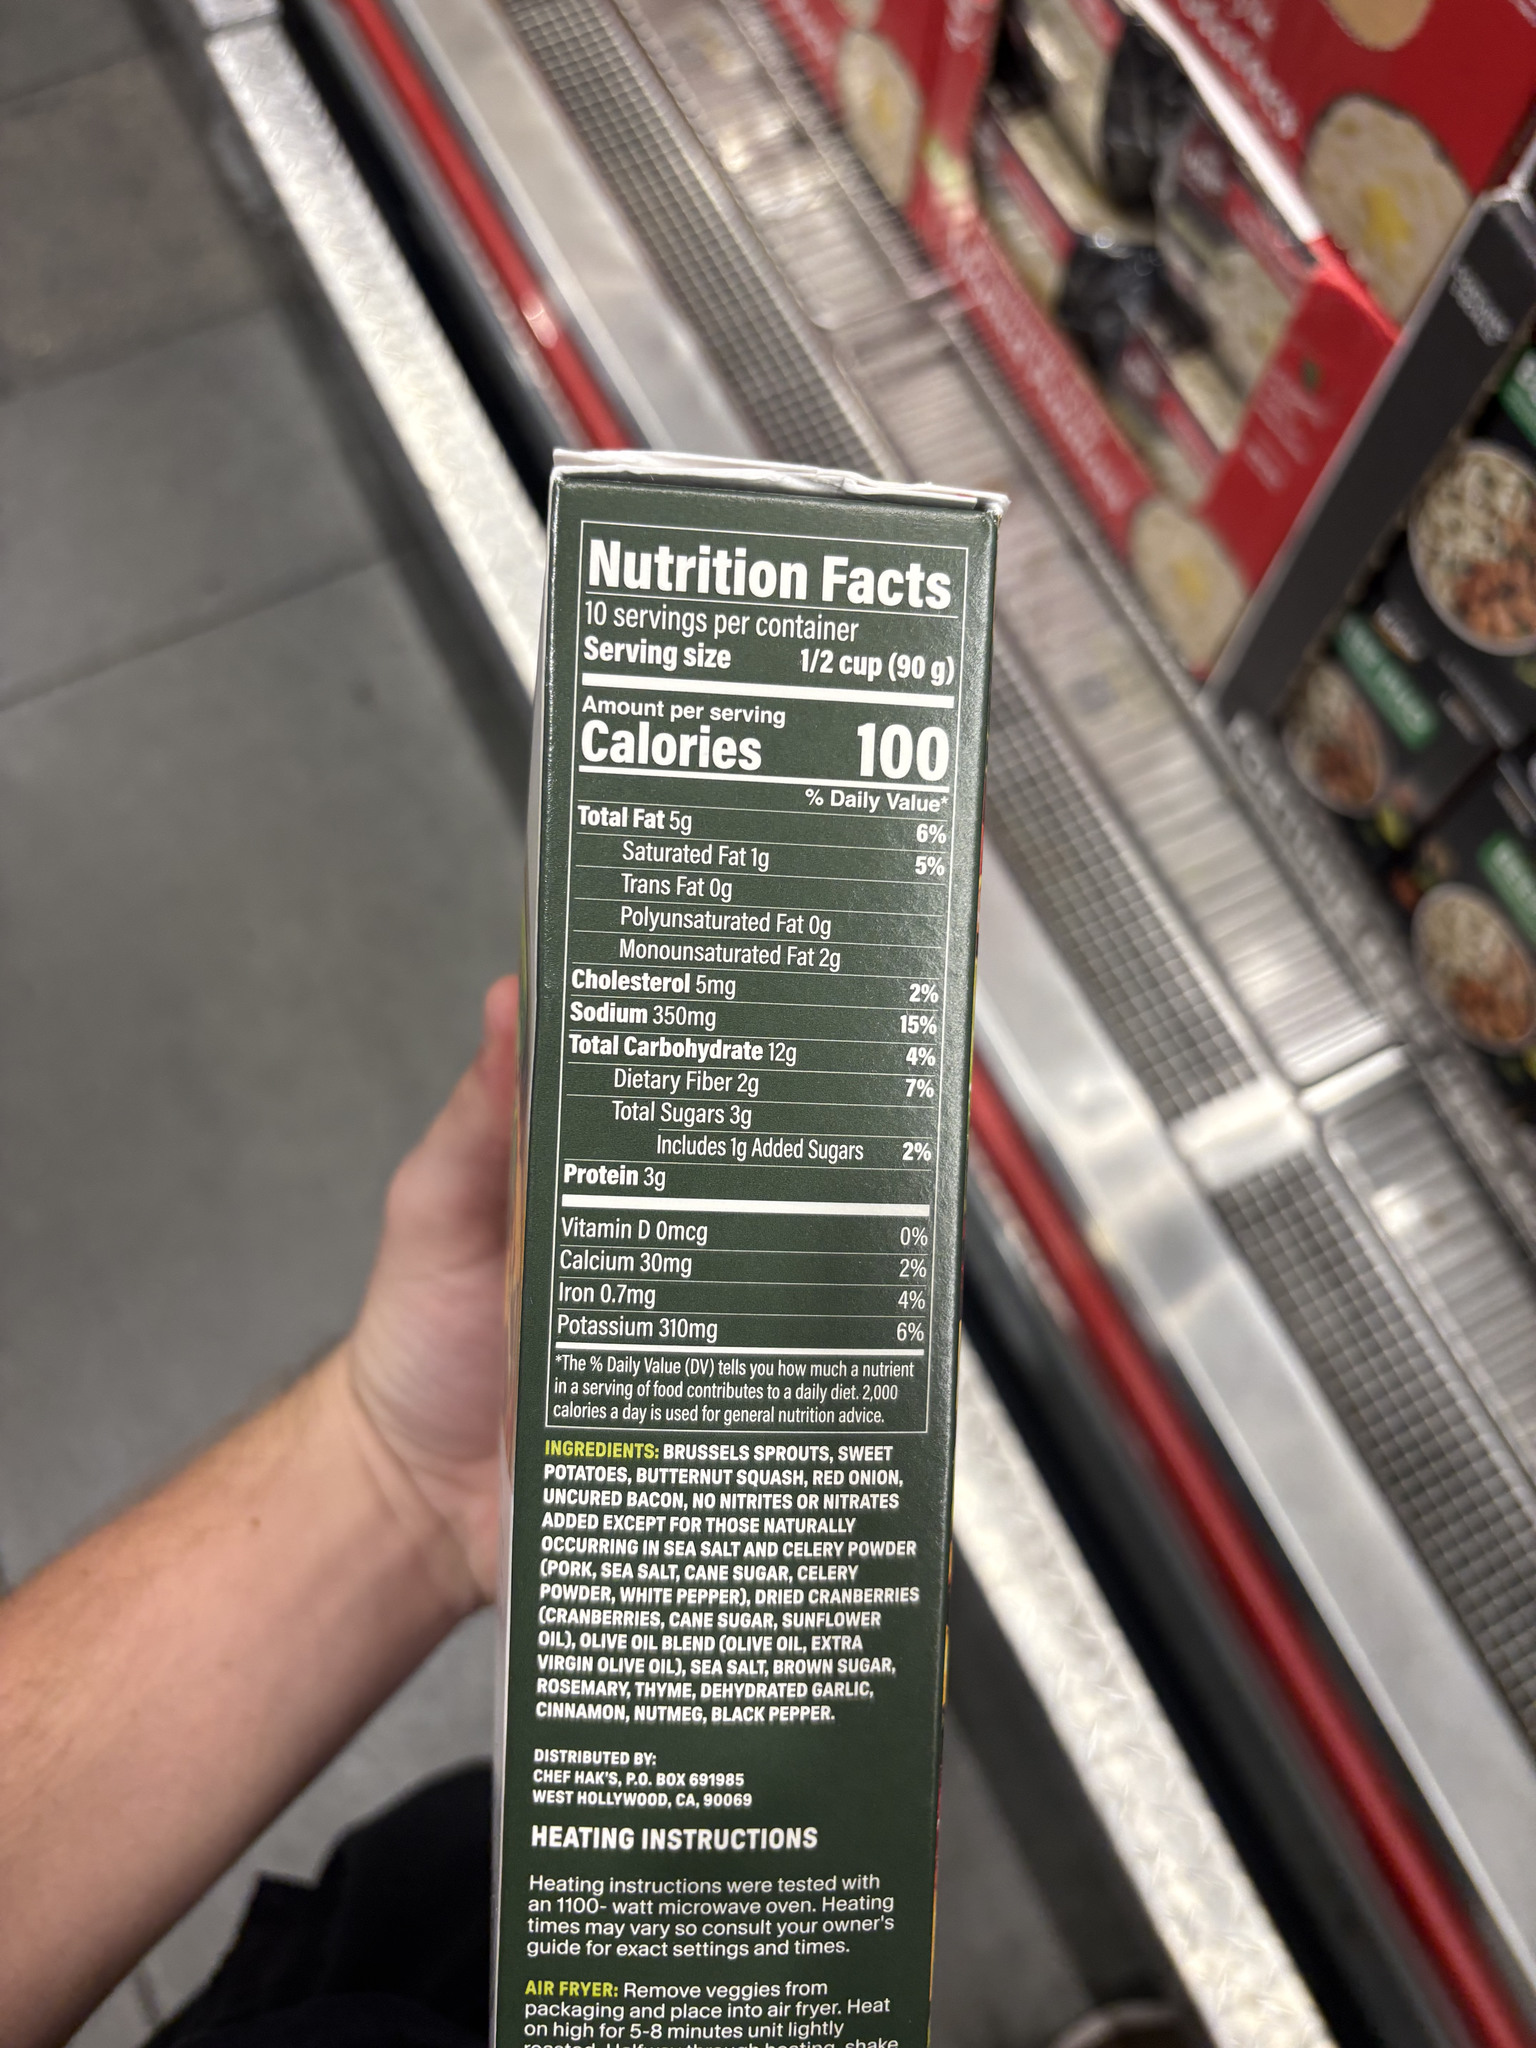 Nutrition Facts
10 servings per container
Serving size 1/2 cup (90 g)
Amount per serving
Calories 100
% Daily Value*
Total Fat 5g 6%
Saturated Fat 1g 5%
Trans Fat 0g
Polyunsaturated Fat 0g
Monounsaturated Fat 2g
Cholesterol 5mg 2%
Sodium 350mg 15%
Total Carbohydrate 12g 4%
Dietary Fiber 2g 7%
Total Sugars 3g
Includes 1g Added Sugars 2%
Protein 3g
Vitamin D 0mcg 0%
Calcium 30mg 2%
Iron 0.7mg 4%
Potassium 310mg 6%
*The % Daily Value (DV) tells you how much a nutrient
in a serving of food contributes to a daily diet. 2,000
calories a day is used for general nutrition advice.
INGREDIENTS: BRUSSELS SPROUTS, SWEET
POTATOES, BUTTERNUT SQUASH, RED ONION,
UNCURED BACON, NO NITRITES OR NITRATES
ADDED EXCEPT FOR THOSE NATURALLY
OCCURRING IN SEA SALT AND CELERY POWDER
(PORK, SEA SALT, CANE SUGAR, CELERY
POWDER, WHITE PEPPER), DRIED CRANBERRIES
(CRANBERRIES, CANE SUGAR, SUNFLOWER
OIL), OLIVE OIL BLEND (OLIVE OIL, EXTRA
VIRGIN OLIVE OIL), SEA SALT, BROWN SUGAR,
ROSEMARY, THYME, DEHYDRATED GARLIC,
CINNAMON, NUTMEG, BLACK PEPPER.
DISTRIBUTED BY:
CHEF HAK'S, P.O. BOX 691985
WEST HOLLYWOOD, CA, 90069
HEATING INSTRUCTIONS
Heating instructions were tested with
an 1100- watt microwave oven. Heating
times may vary so consult your owner's
guide for exact settings and times.
AIR FRYER: Remove veggies from
packaging and place into air fryer. Heat
on high for 5-8 minutes unit lightly
roasted. Halfway through heating, shake